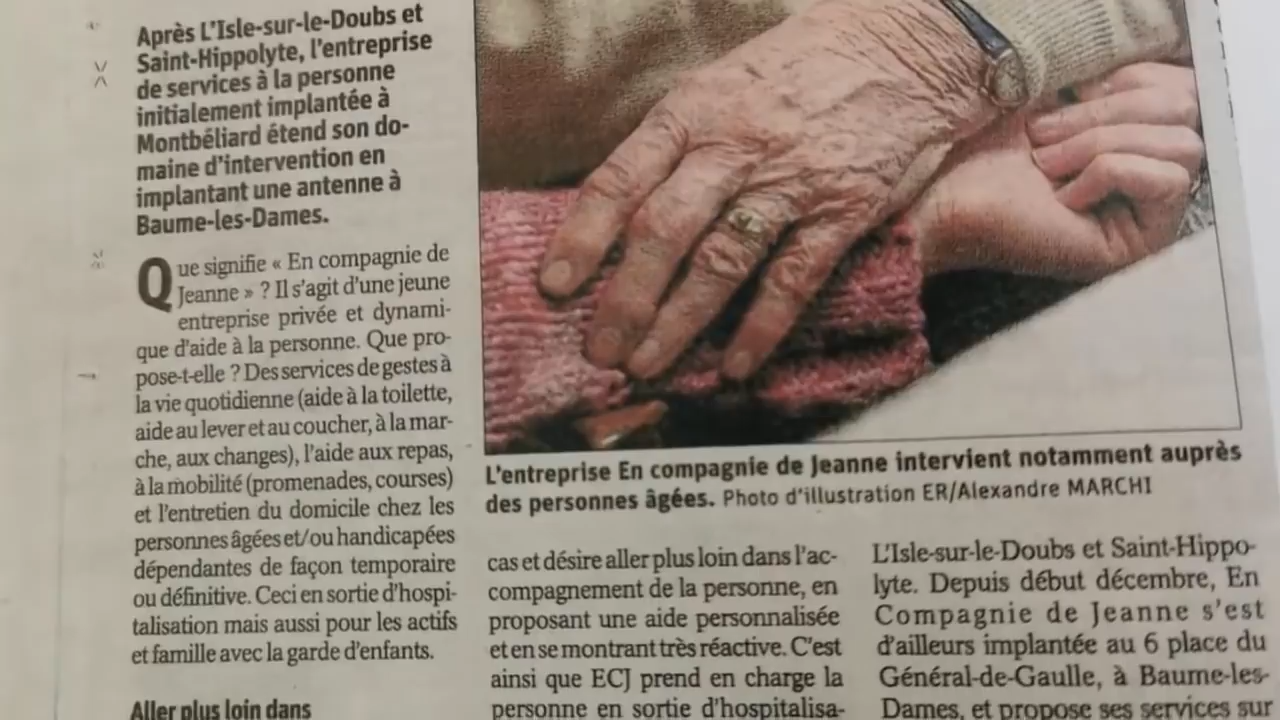 Après L'Isle-sur-le-Doubs et
Saint-Hippolyte, l'entreprise
de services à la personne
initialement implantée à
Montbéliard étend son do-
maine d'intervention en
implantant une antenne à
Baume-les-Dames.
Que signifie « En compagnie de
Jeanne » ? Il s'agit d'une jeune
entreprise privée et dynami-
que d'aide à la personne. Que pro-
pose-t-elle ? Des services de gestes à
la vie quotidienne (aide à la toilette,
aide au lever et au coucher, à la mar-
che, aux changes), l'aide aux repas,
à la mobilité (promenades, courses)
et l'entretien du domicile chez les
personnes âgées et/ou handicapées
dépendantes de façon temporaire
ou définitive. Ceci en sortie d'hospi-
talisation mais aussi pour les actifs
et famille avec la garde d'enfants.
Aller plus loin dans
L'entreprise En compagnie de Jeanne intervient notamment auprès
des personnes âgées. Photo d'illustration ER/Alexandre MARCHI
cas et désire aller plus loin dans l'ac-
compagnement de la personne, en
proposant une aide personnalisée
et en se montrant très réactive. C'est
ainsi que ECJ prend en charge la
personne en sortie d'hospitalisa-
L'Isle-sur-le-Doubs et Saint-Hippo-
lyte. Depuis début décembre, En
Compagnie de Jeanne s'est
d'ailleurs implantée au 6 place du
Général-de-Gaulle, à Baume-les-
Dames, et propose ses services sur